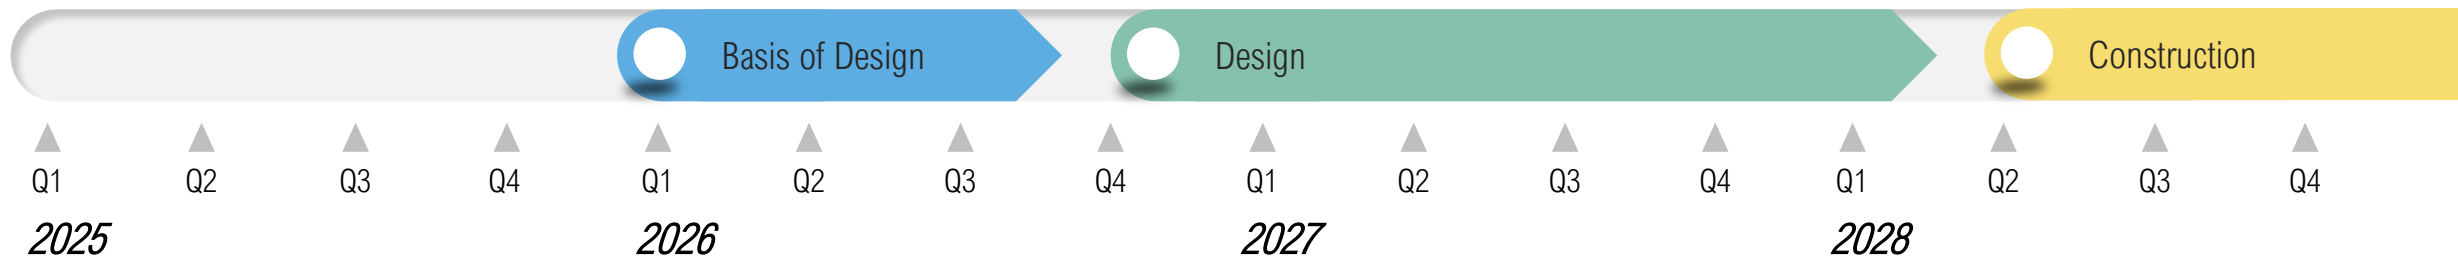 Basis of Design Design Construction
Q1 Q2 Q3 Q4 Q1 Q2 Q3 Q4 Q1 Q2 Q3 Q4 Q1 Q2 Q3 Q4
2025 2026 2027 2028